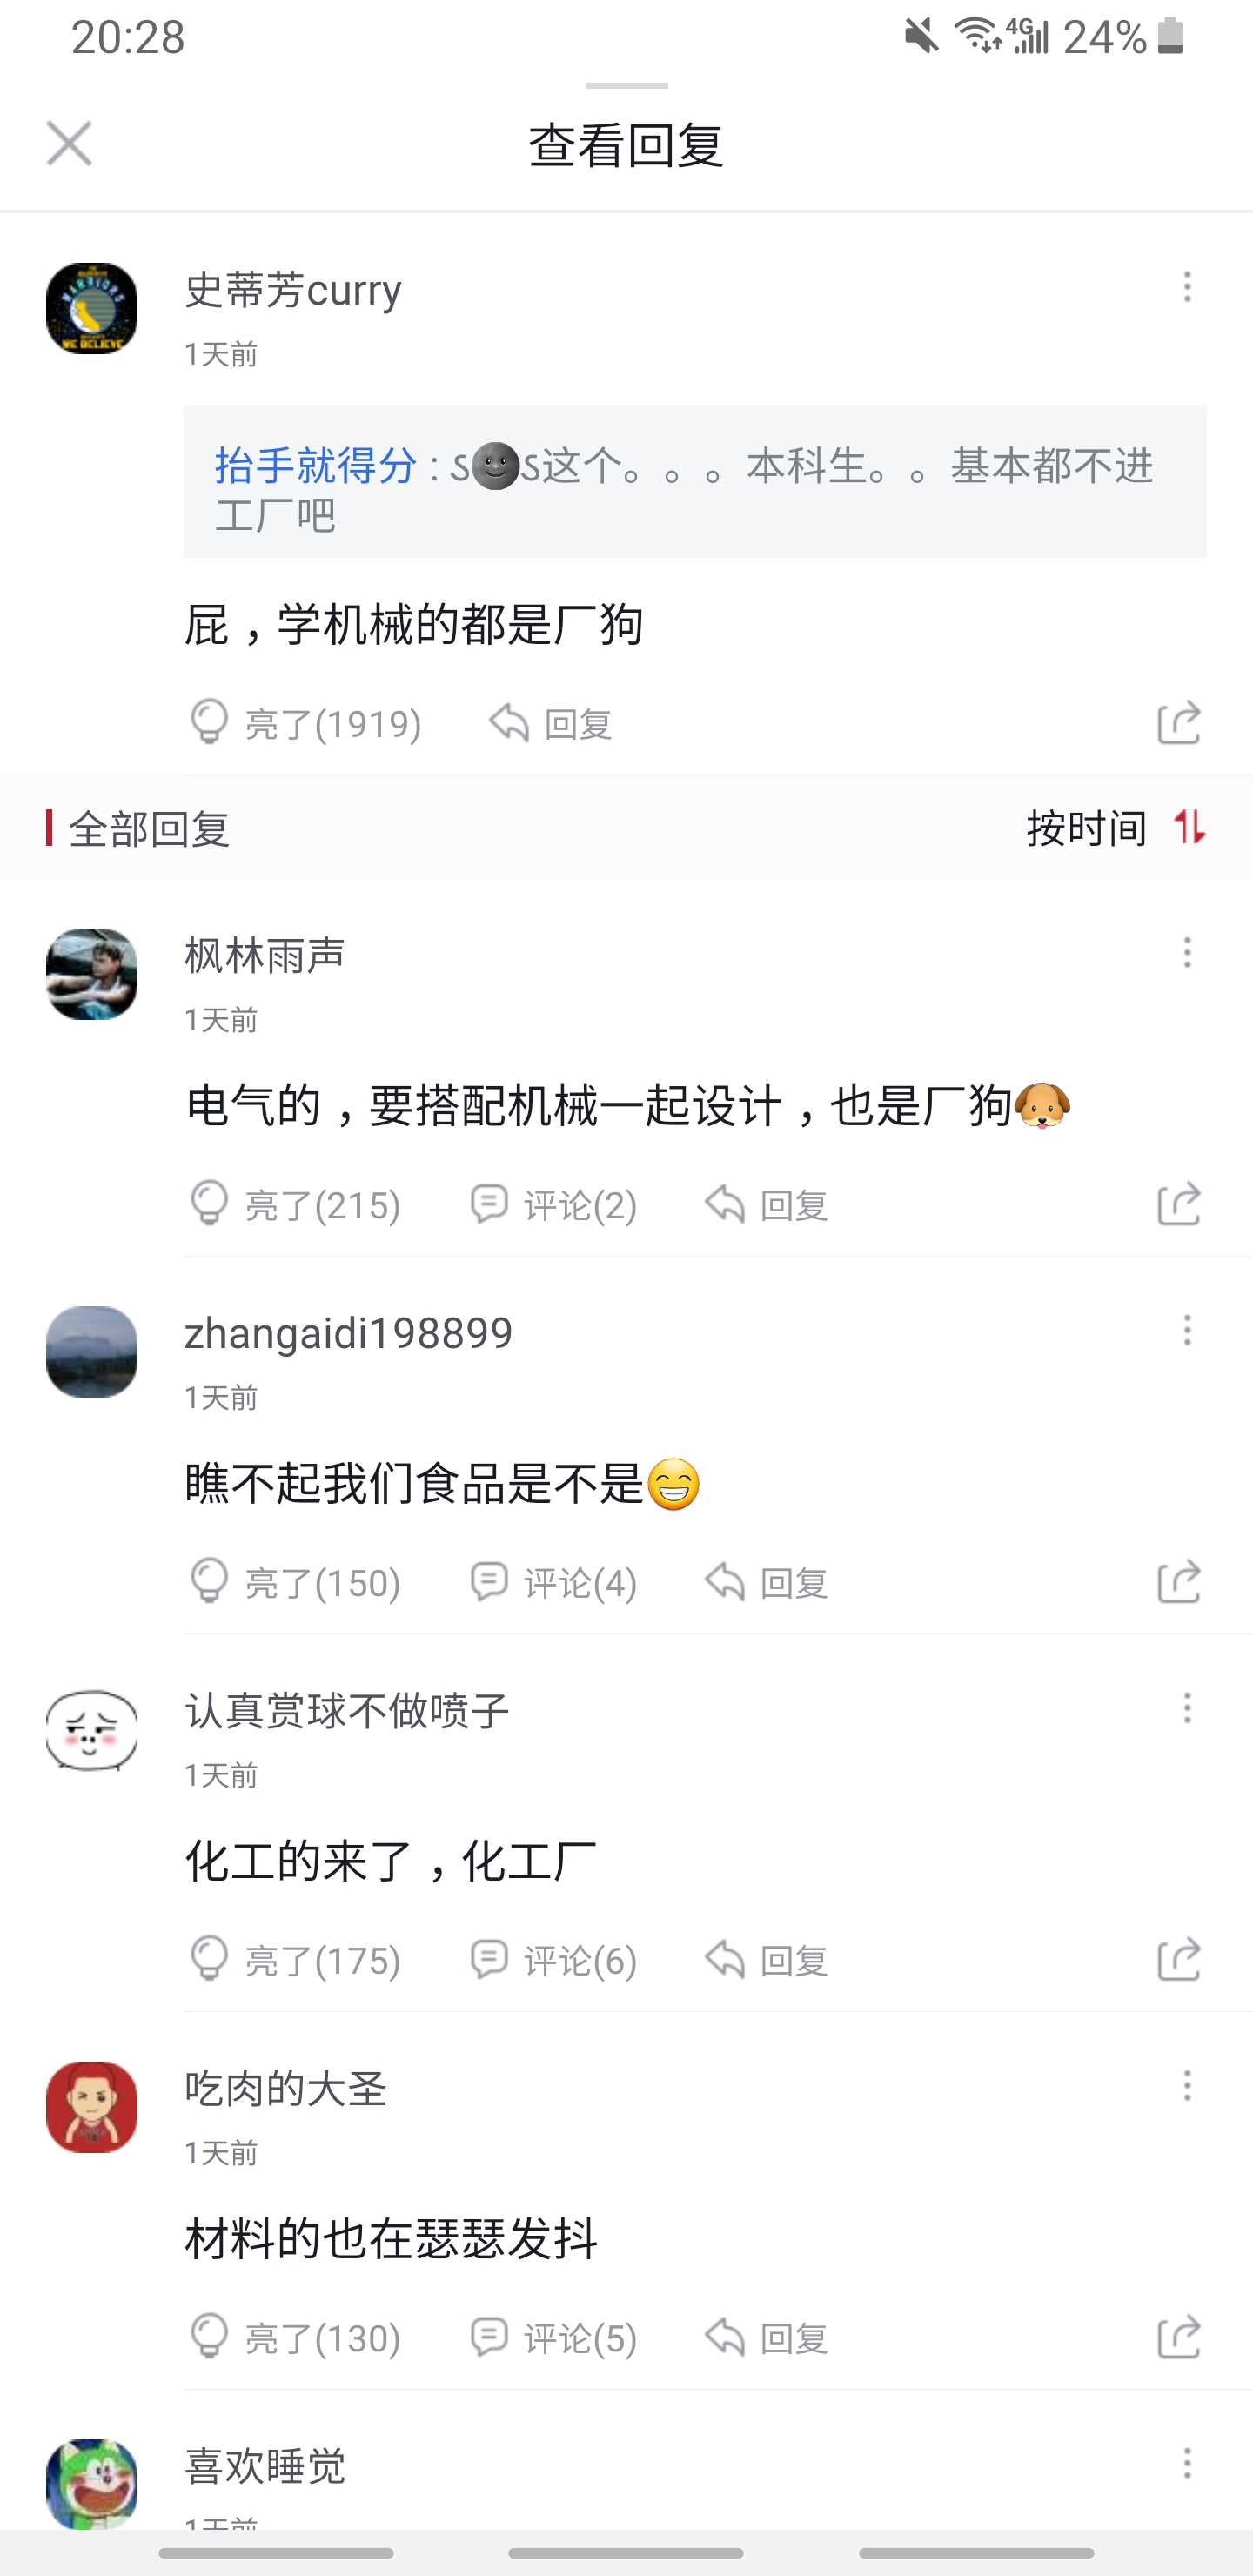 20:28
4G 24%
查看回复
史蒂芳curry
1天前
抬手就得分：s🌚s这个。。。本科生。。基本都不进
工厂吧
屁，学机械的都是厂狗
亮了(1919) 回复
全部回复 按时间
枫林雨声
1天前
电气的，要搭配机械一起设计，也是厂狗🐶
亮了(215) 评论(2) 回复
zhangaidi198899
1天前
瞧不起我们食品是不是😁
亮了(150) 评论(4) 回复
认真赏球不做喷子
1天前
化工的来了，化工厂
亮了(175) 评论(6) 回复
吃肉的大圣
1天前
材料的也在瑟瑟发抖
亮了(130) 评论(5) 回复
喜欢睡觉
1天前